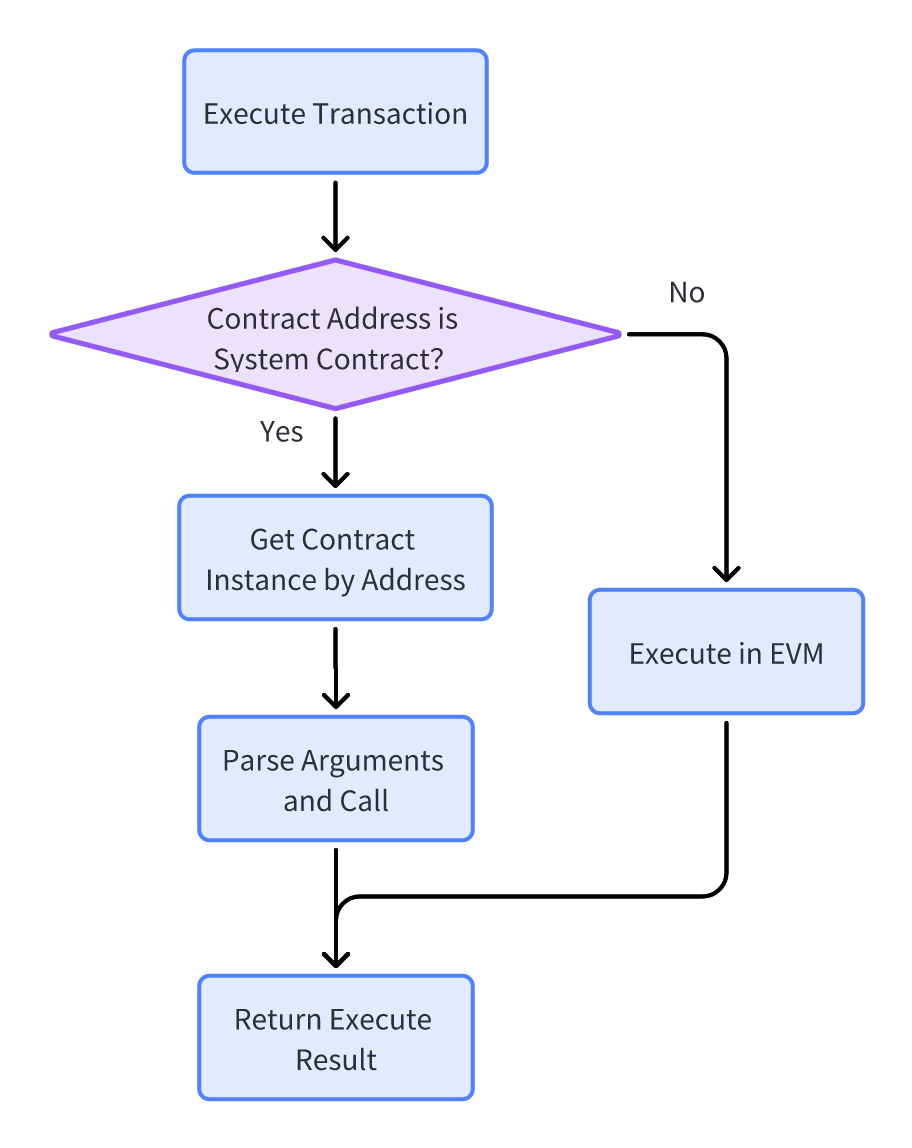 Execute Transaction
Contract Address is
System Contract?
No
Yes
Get Contract
Instance by Address
Execute in EVM
Parse Arguments
and Call
Return Execute
Result